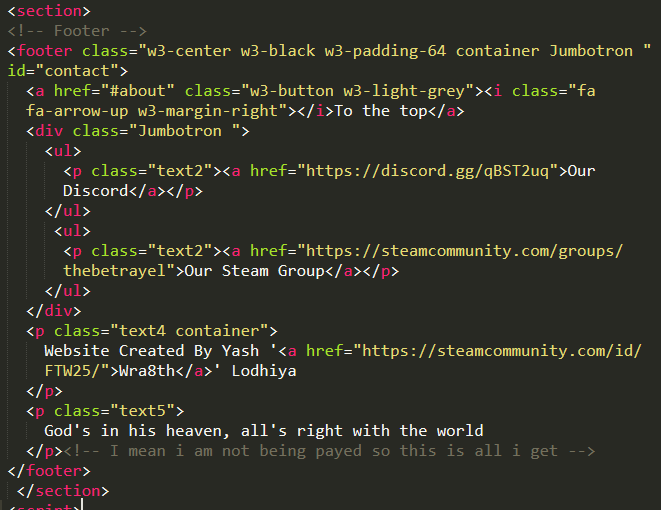 <section>
<!-- Footer -->
<footer class="w3-center w3-black w3-padding-64 container Jumbotron "
id="contact">
<a href="#about" class="w3-button w3-light-grey"><i class="fa
fa-arrow-up w3-margin-right"></i>To the top</a>
<div class="Jumbotron ">
<ul>
<p class="text2"><a href="https://discord.gg/qBST2uq">Our
Discord</a></p>
</ul>
<ul>
<p class="text2"><a href="https://steamcommunity.com/groups/
thebetrayel">Our Steam Group</a></p>
</ul>
</div>
<p class="text4 container">
Website Created By Yash '<a href="https://steamcommunity.com/id/
FTW25/">Wra8th</a>' Lodhiya
</p>
<p class="text5">
God's in his heaven, all's right with the world
</p><!-- I mean i am not being payed so this is all i get -->
</footer>
</section>
<script>